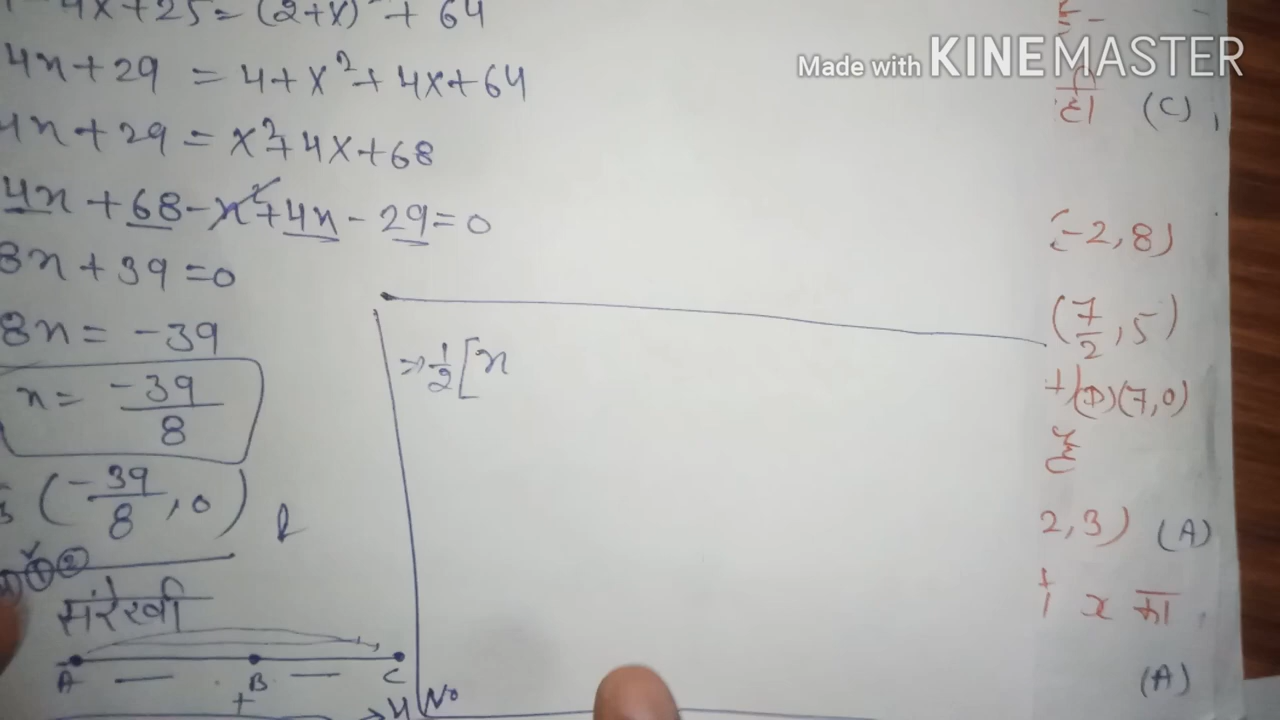 4x+25 = (2+x)² + 64
4x+29 = 4+x²+4x+64
4x+29 = x²+4x+68
4x+68-x²+4x-29=0
8x+39=0
8x= -39
x= -39/8
(-39/8, 0)
संरेखी
A B C
+
No
⇒ 1/2 [x
Made with KINEMASTER
है। (C)
(-2, 8)
(7/2, 5)
(D) (7,0)
2, 3) (A)
x का
(A)